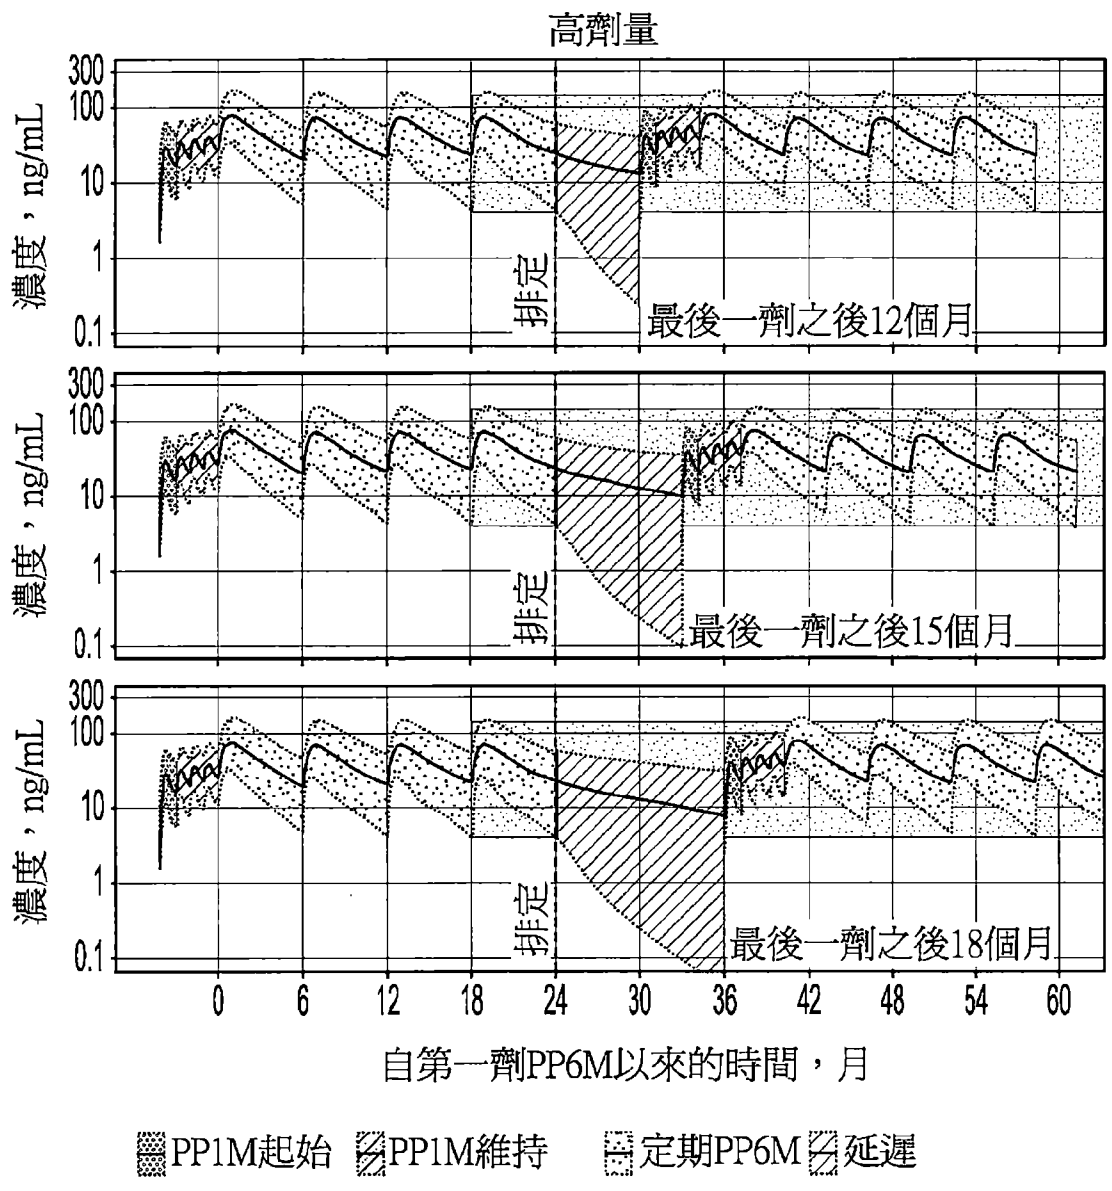 高劑量
濃度，ng/mL
300
100
10
1
0.1
排定
最後一劑之後12個月
濃度，ng/mL
300
100
10
1
0.1
排定
最後一劑之後15個月
濃度，ng/mL
300
100
10
1
0.1
排定
最後一劑之後18個月
0 6 12 18 24 30 36 42 48 54 60
自第一劑PP6M以來的時間，月
PP1M起始 PP1M維持 定期PP6M 延遲